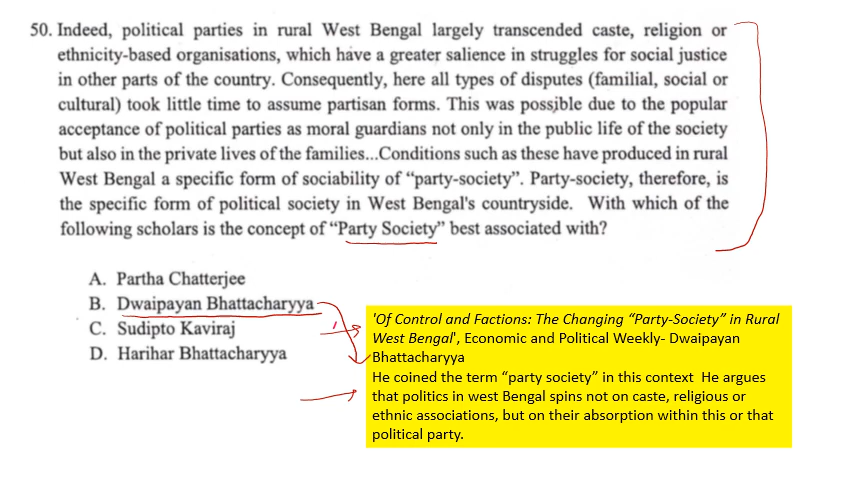 50. Indeed, political parties in rural West Bengal largely transcended caste, religion or
ethnicity-based organisations, which have a greater salience in struggles for social justice
in other parts of the country. Consequently, here all types of disputes (familial, social or
cultural) took little time to assume partisan forms. This was possible due to the popular
acceptance of political parties as moral guardians not only in the public life of the society
but also in the private lives of the families...Conditions such as these have produced in rural
West Bengal a specific form of sociability of “party-society”. Party-society, therefore, is
the specific form of political society in West Bengal's countryside. With which of the
following scholars is the concept of “Party Society” best associated with?
A. Partha Chatterjee
B. Dwaipayan Bhattacharyya
C. Sudipto Kaviraj
D. Harihar Bhattacharyya
'Of Control and Factions: The Changing “Party-Society” in Rural
West Bengal', Economic and Political Weekly- Dwaipayan
Bhattacharyya
He coined the term “party society” in this context He argues
that politics in west Bengal spins not on caste, religious or
ethnic associations, but on their absorption within this or that
political party.